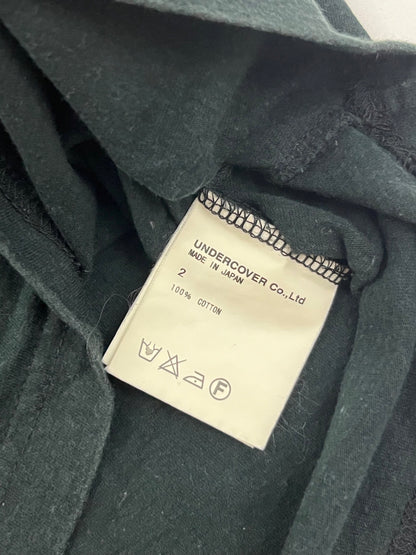 UNDERCOVER Co.,Ltd
MADE IN JAPAN
2
100% COTTON
F